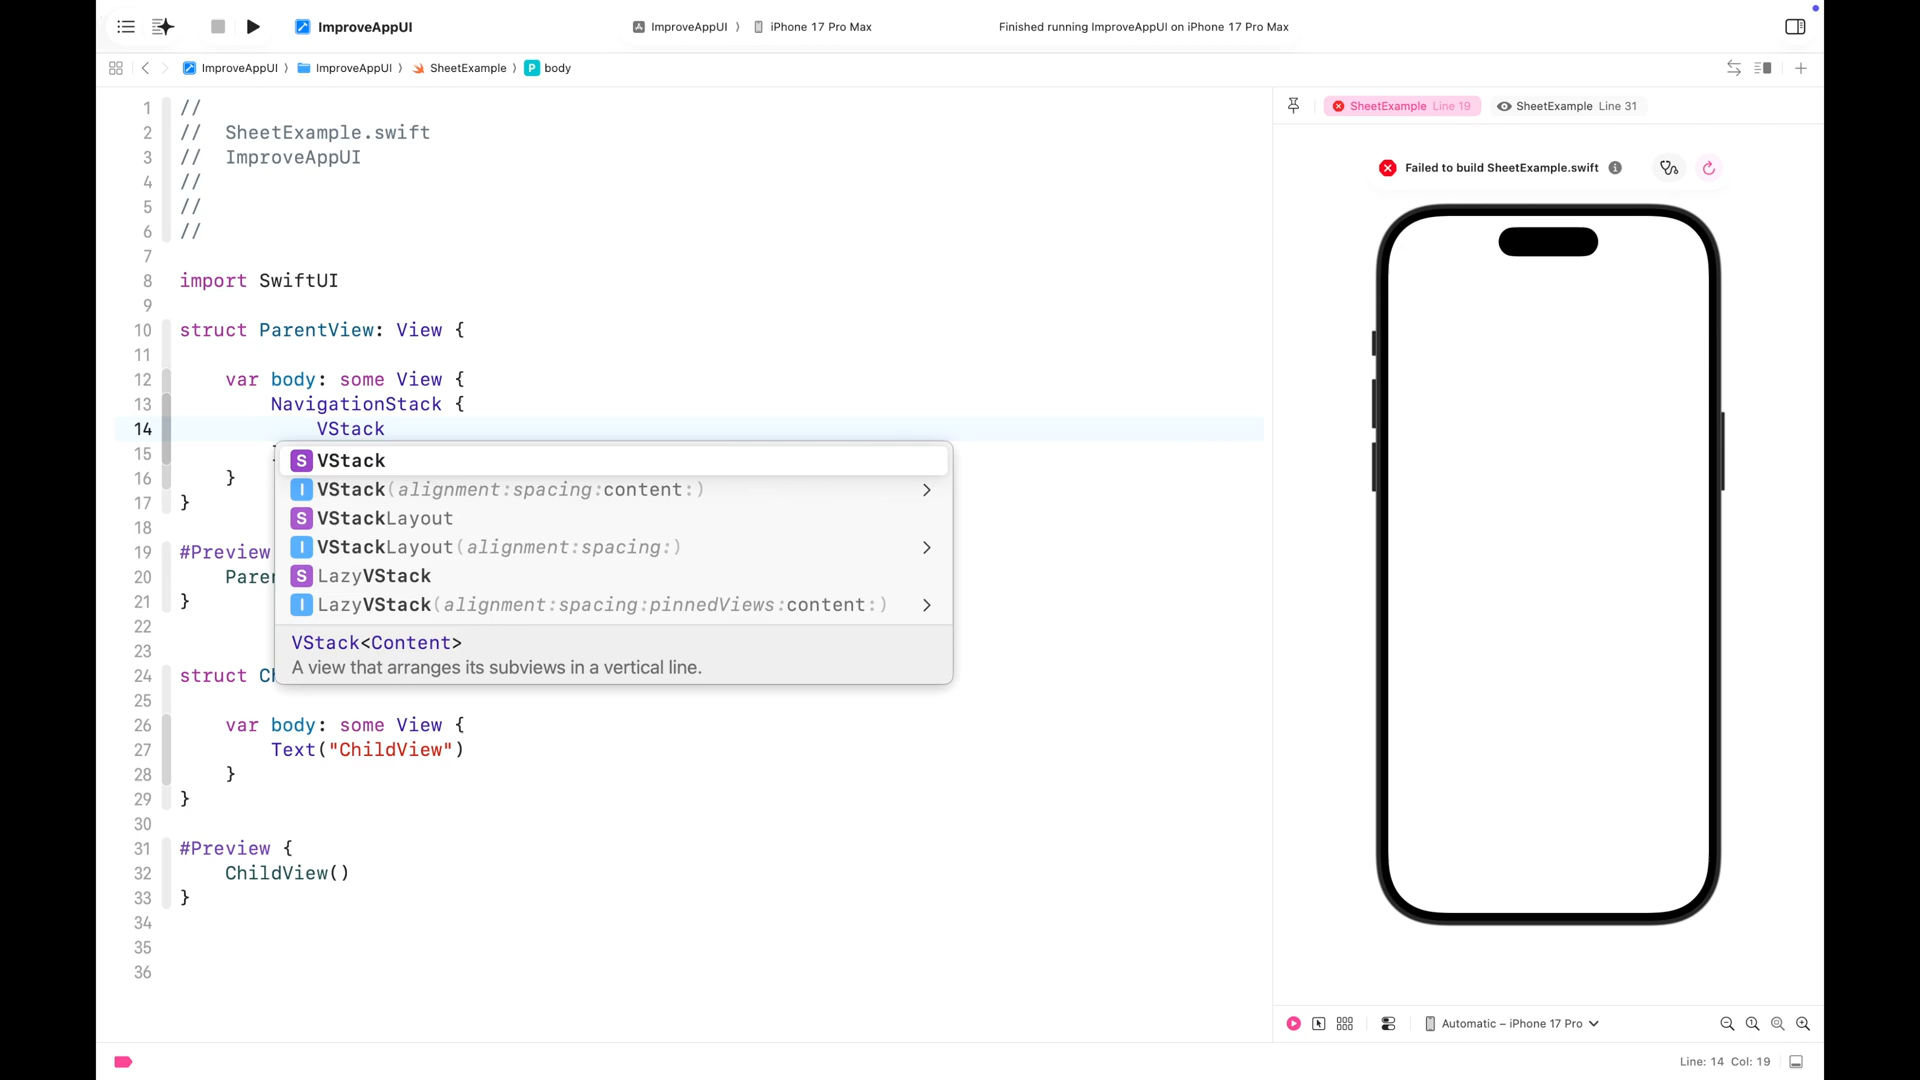 ImproveAppUI
ImproveAppUI 〉 iPhone 17 Pro Max
Finished running ImproveAppUI on iPhone 17 Pro Max
ImproveAppUI 〉 ImproveAppUI 〉 SheetExample 〉 P body
1 //
2 //  SheetExample.swift
3 //  ImproveAppUI
4 //
5 //
6 //
7
8 import SwiftUI
9
10 struct ParentView: View {
11
12     var body: some View {
13         NavigationStack {
14             VStack
15
16     }
17 }
18
19 #Preview
20     Paren
21 }
22
23
24 struct Ch
25
26     var body: some View {
27         Text("ChildView")
28     }
29 }
30
31 #Preview {
32     ChildView()
33 }
34
35
36
S VStack
I VStack(alignment:spacing:content:)
S VStackLayout
I VStackLayout(alignment:spacing:)
S LazyVStack
I LazyVStack(alignment:spacing:pinnedViews:content:)
VStack<Content>
A view that arranges its subviews in a vertical line.
SheetExample Line 19
SheetExample Line 31
Failed to build SheetExample.swift
Automatic – iPhone 17 Pro
Line: 14 Col: 19